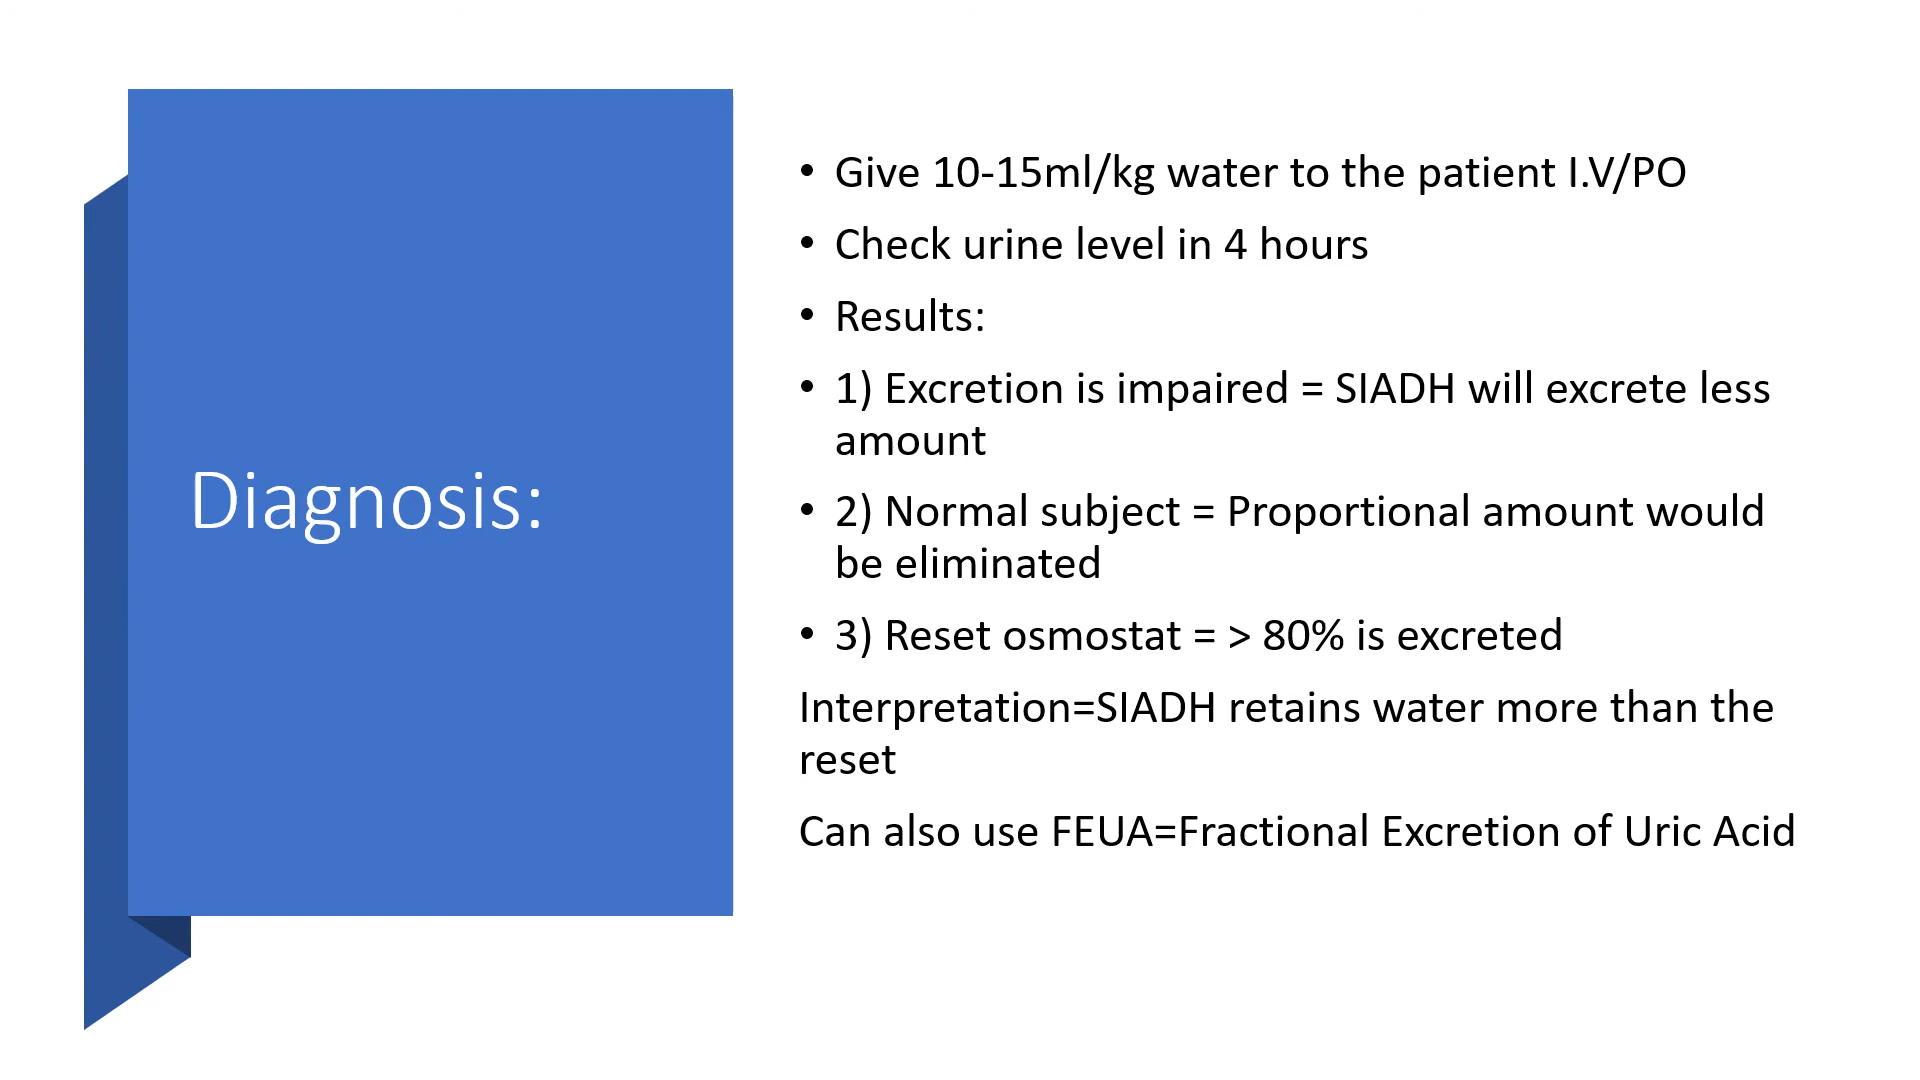 Diagnosis:
• Give 10-15ml/kg water to the patient I.V/PO
• Check urine level in 4 hours
• Results:
• 1) Excretion is impaired = SIADH will excrete less
amount
• 2) Normal subject = Proportional amount would
be eliminated
• 3) Reset osmostat = > 80% is excreted
Interpretation=SIADH retains water more than the
reset
Can also use FEUA=Fractional Excretion of Uric Acid